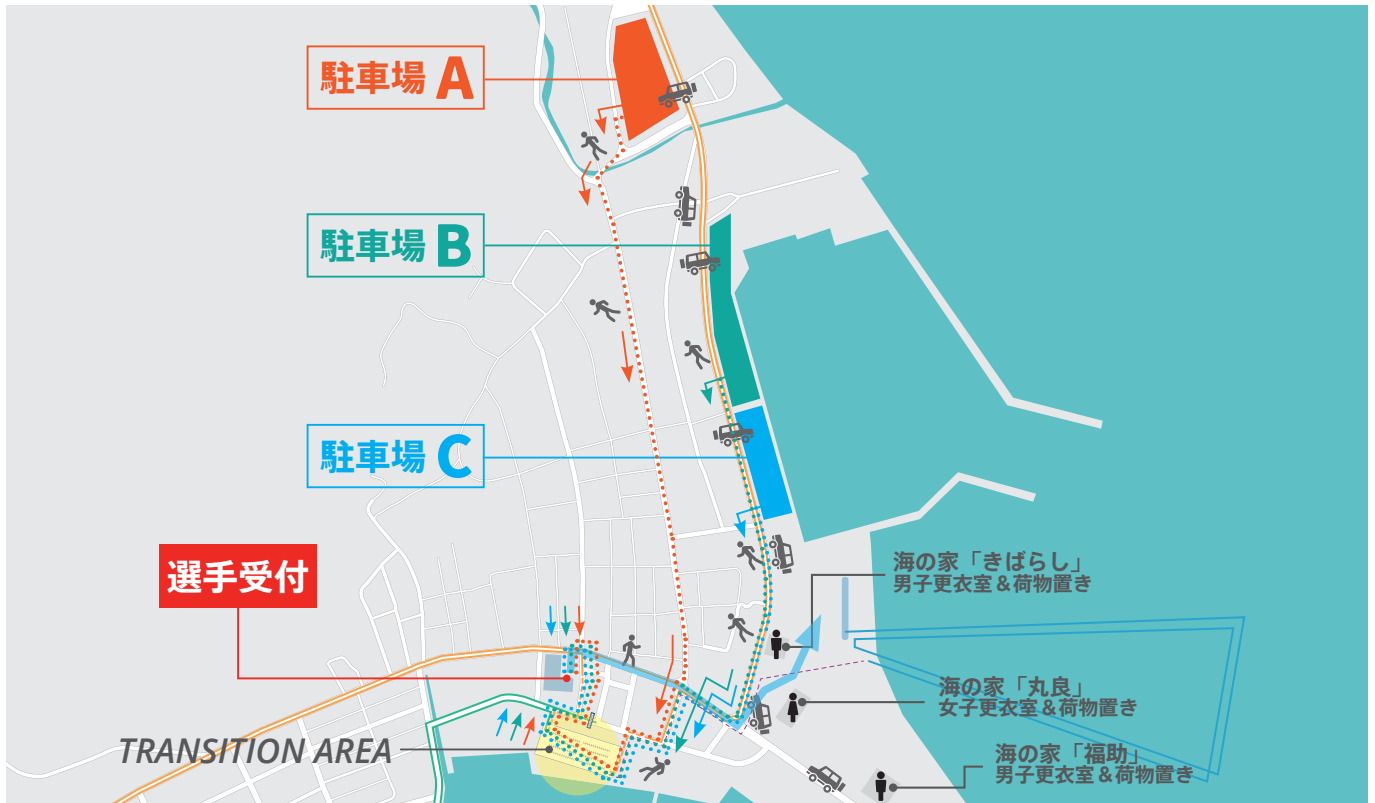 駐車場 A
駐車場 B
駐車場 C
選手受付
海の家「きばらし」
男子更衣室＆荷物置き
海の家「丸良」
女子更衣室＆荷物置き
海の家「福助」
男子更衣室＆荷物置き
TRANSITION AREA